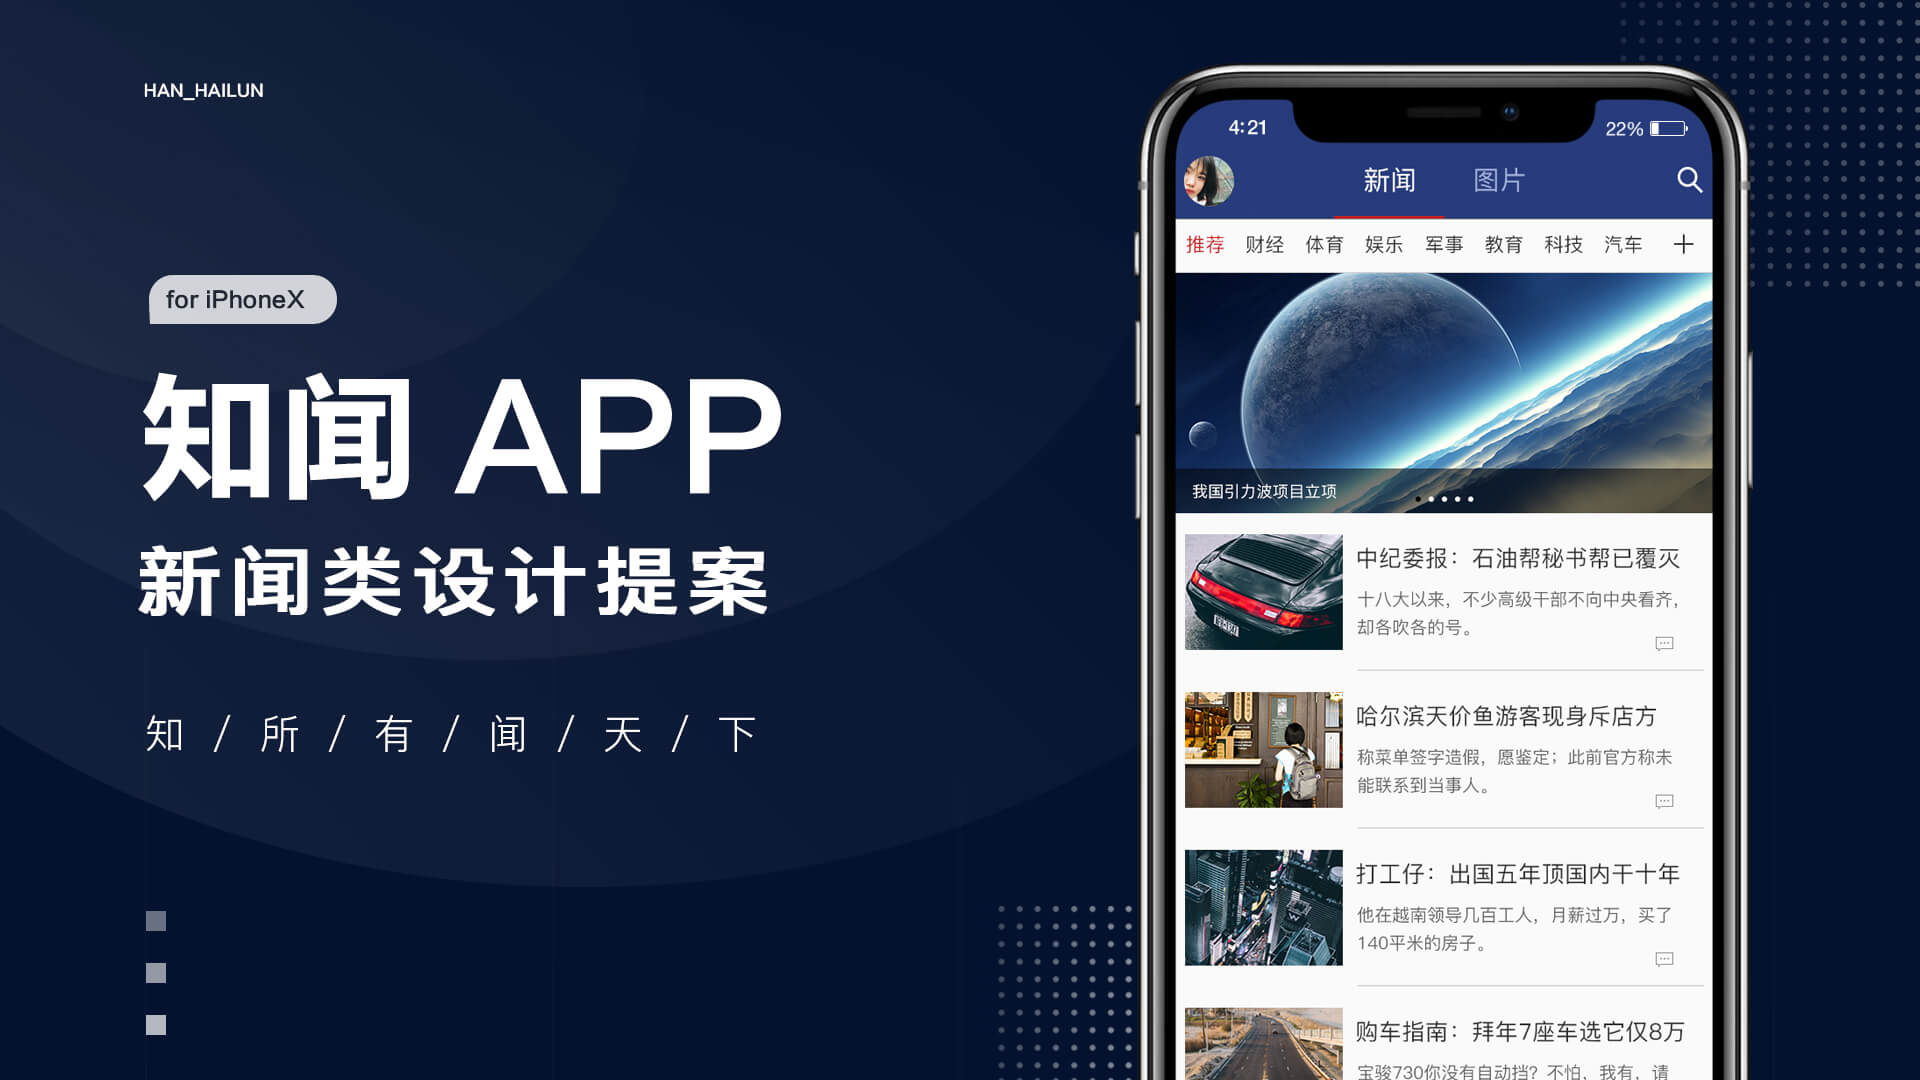 HAN_HAILUN
for iPhoneX
知闻 APP
新闻类设计提案
知 / 所 / 有 / 闻 / 天 / 下
4:21
22%
新闻 图片
推荐 财经 体育 娱乐 军事 教育 科技 汽车 +
我国引力波项目立项
中纪委报：石油帮秘书帮已覆灭
十八大以来，不少高级干部不向中央看齐，
却各吹各的号。
哈尔滨天价鱼游客现身斥店方
称菜单签字造假，愿鉴定；此前官方称未
能联系到当事人。
打工仔：出国五年顶国内干十年
他在越南领导几百工人，月薪过万，买了
140平米的房子。
购车指南：拜年7座车选它仅8万
宝骏730你没有自动挡？不怕，我有，请